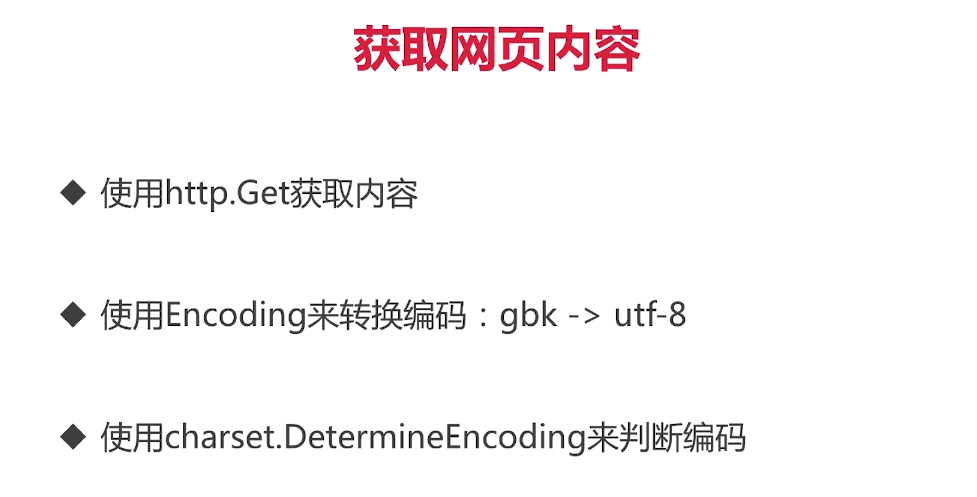 获取网页内容
◆ 使用http.Get获取内容
◆ 使用Encoding来转换编码：gbk -> utf-8
◆ 使用charset.DetermineEncoding来判断编码